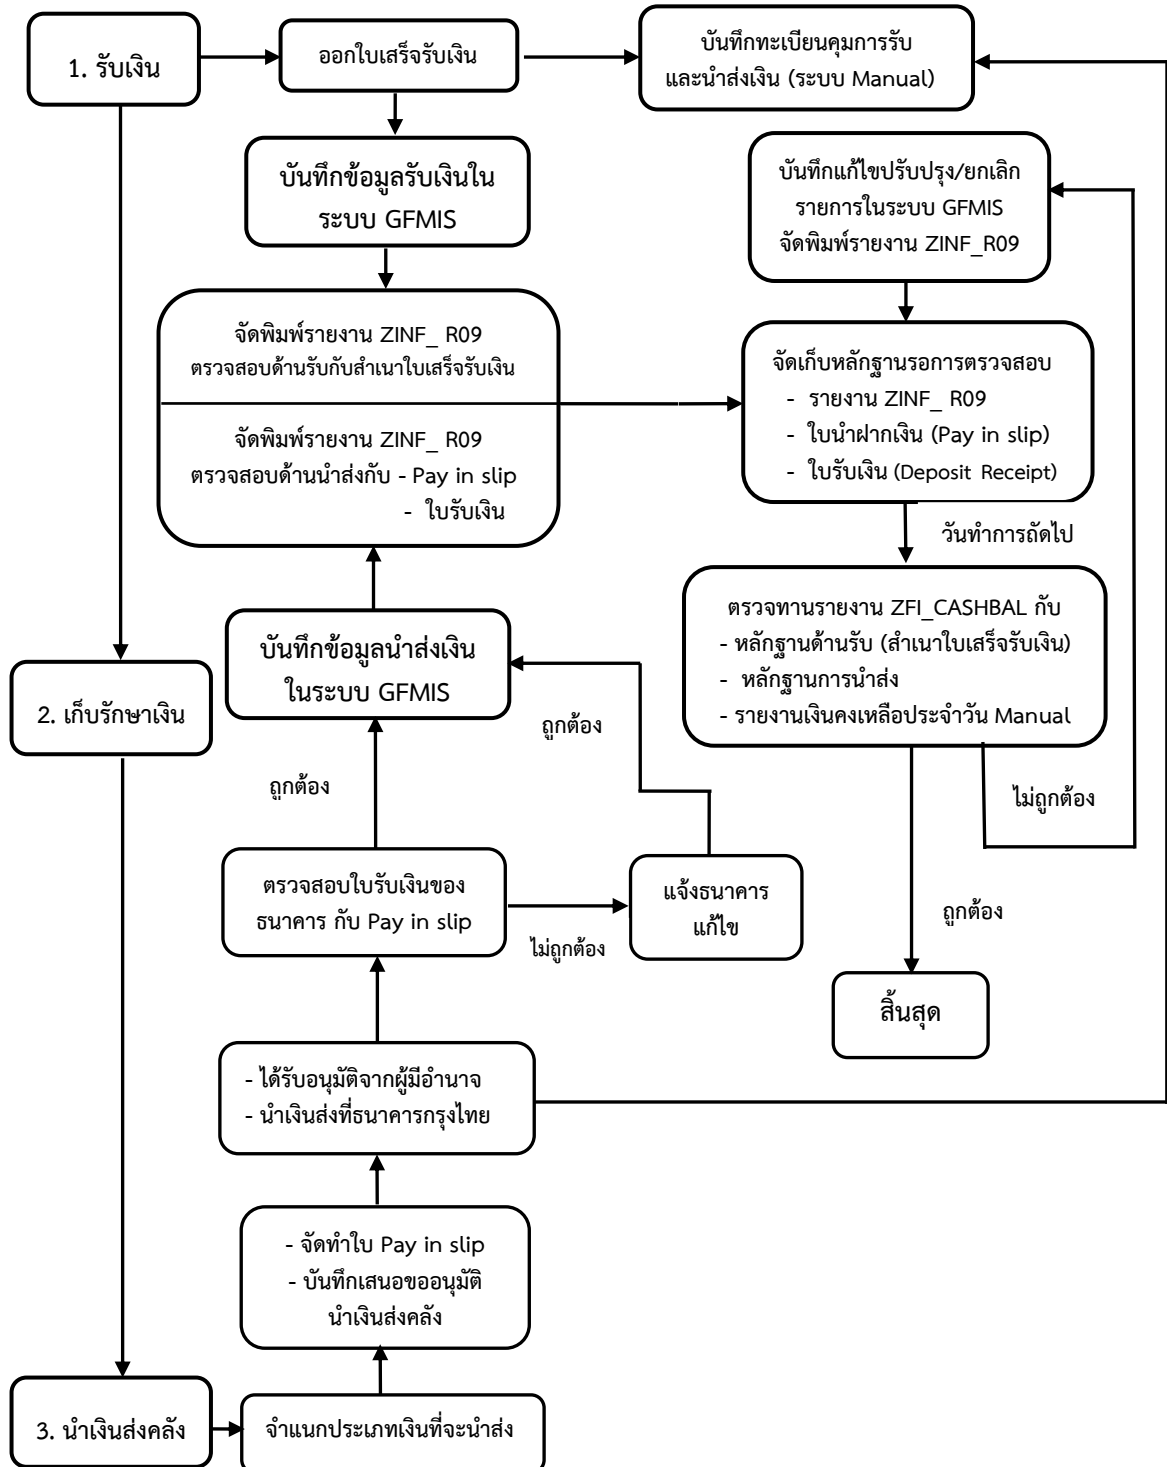 1. รับเงิน
ออกใบเสร็จรับเงิน
บันทึกทะเบียนคุมการรับ
และนำส่งเงิน (ระบบ Manual)
บันทึกข้อมูลรับเงินใน
ระบบ GFMIS
บันทึกแก้ไขปรับปรุง/ยกเลิก
รายการในระบบ GFMIS
จัดพิมพ์รายงาน ZINF_R09
จัดพิมพ์รายงาน ZINF_ R09
ตรวจสอบด้านรับกับสำเนาใบเสร็จรับเงิน
จัดพิมพ์รายงาน ZINF_ R09
ตรวจสอบด้านนำส่งกับ - Pay in slip
- ใบรับเงิน
จัดเก็บหลักฐานรอการตรวจสอบ
- รายงาน ZINF_ R09
- ใบนำฝากเงิน (Pay in slip)
- ใบรับเงิน (Deposit Receipt)
วันทำการถัดไป
ตรวจทานรายงาน ZFI_CASHBAL กับ
- หลักฐานด้านรับ (สำเนาใบเสร็จรับเงิน)
- หลักฐานการนำส่ง
- รายงานเงินคงเหลือประจำวัน Manual
บันทึกข้อมูลนำส่งเงิน
ในระบบ GFMIS
2. เก็บรักษาเงิน
ถูกต้อง
ถูกต้อง
ไม่ถูกต้อง
ตรวจสอบใบรับเงินของ
ธนาคาร กับ Pay in slip
ไม่ถูกต้อง
แจ้งธนาคาร
แก้ไข
ถูกต้อง
สิ้นสุด
- ได้รับอนุมัติจากผู้มีอำนาจ
- นำเงินส่งที่ธนาคารกรุงไทย
- จัดทำใบ Pay in slip
- บันทึกเสนอขออนุมัติ
นำเงินส่งคลัง
3. นำเงินส่งคลัง
จำแนกประเภทเงินที่จะนำส่ง